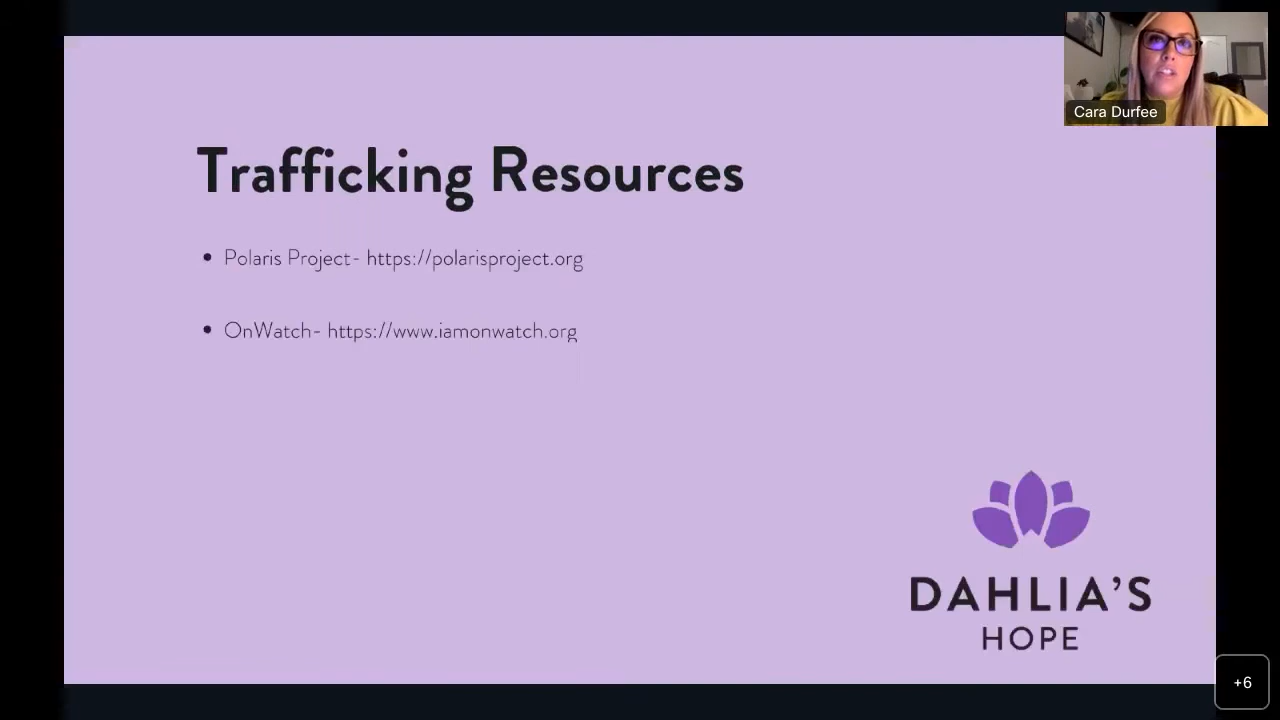 Cara Durfee
Trafficking Resources
• Polaris Project- https://polarisproject.org
• OnWatch- https://www.iamonwatch.org
DAHLIA'S
HOPE
+6